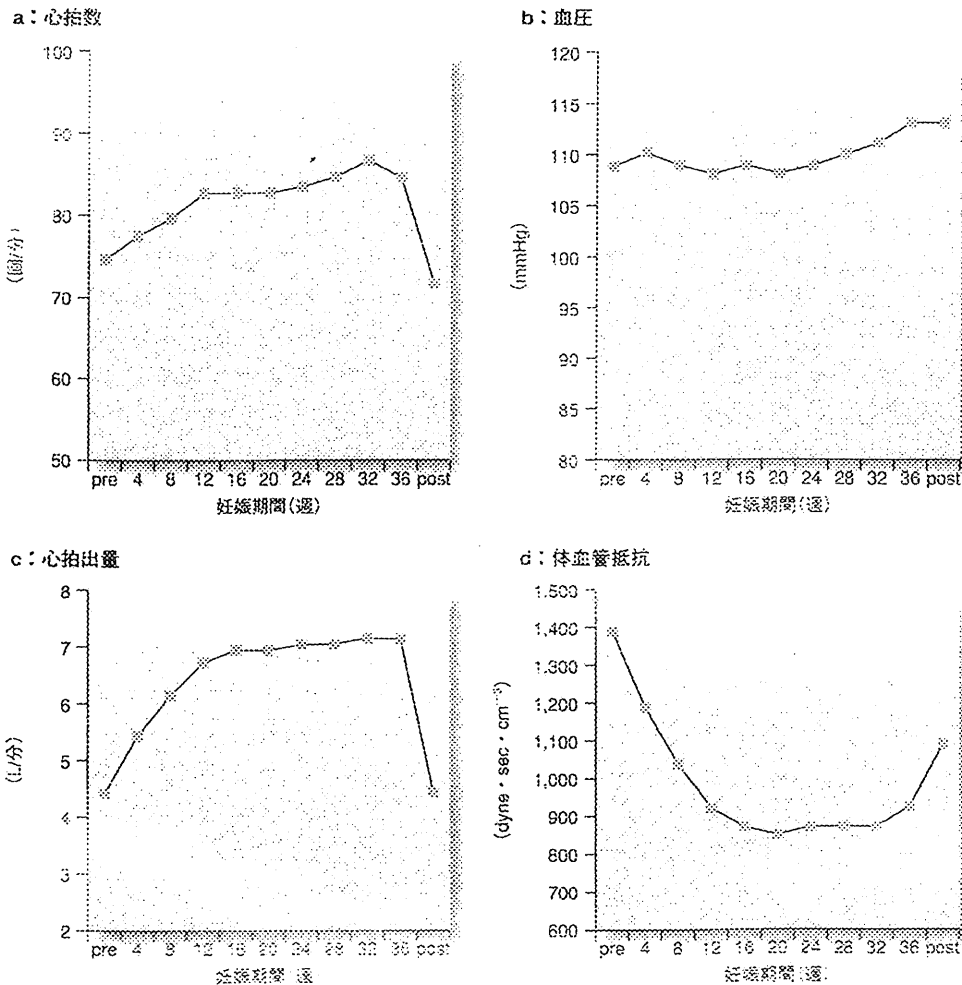 a：心拍数
100
90
80
70
60
50
(回/分)
pre 4 8 12 16 20 24 28 32 36 post
妊娠期間(週)
b：血圧
120
115
110
105
100
95
90
85
80
(mmHg)
pre 4 8 12 16 20 24 28 32 36 post
妊娠期間(週)
c：心拍出量
8
7
6
5
4
3
2
(L/分)
pre 4 8 12 16 20 24 28 32 36 post
妊娠期間 週
d：体血管抵抗
1,500
1,400
1,300
1,200
1,100
1,000
900
800
700
600
(dyne・sec・cm⁻⁵)
pre 4 8 12 16 20 24 28 32 36 post
妊娠期間(週)